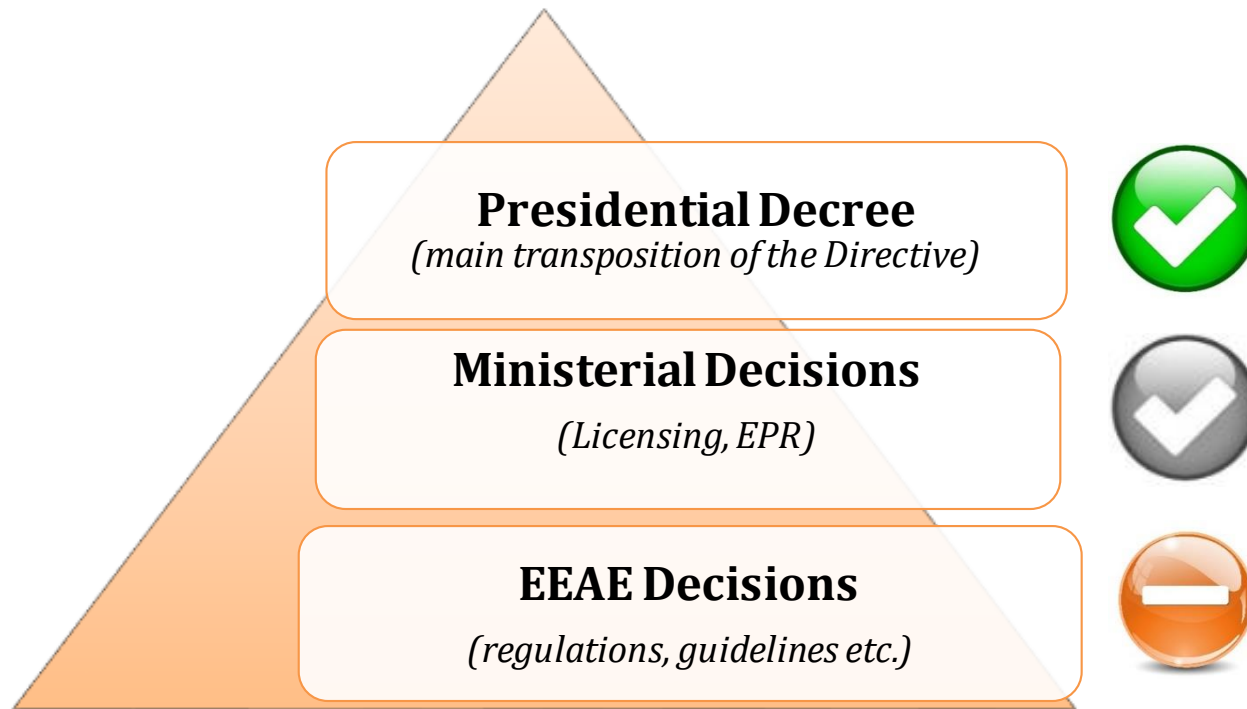 Presidential Decree
(main transposition of the Directive)
Ministerial Decisions
(Licensing, EPR)
EEAE Decisions
(regulations, guidelines etc.)